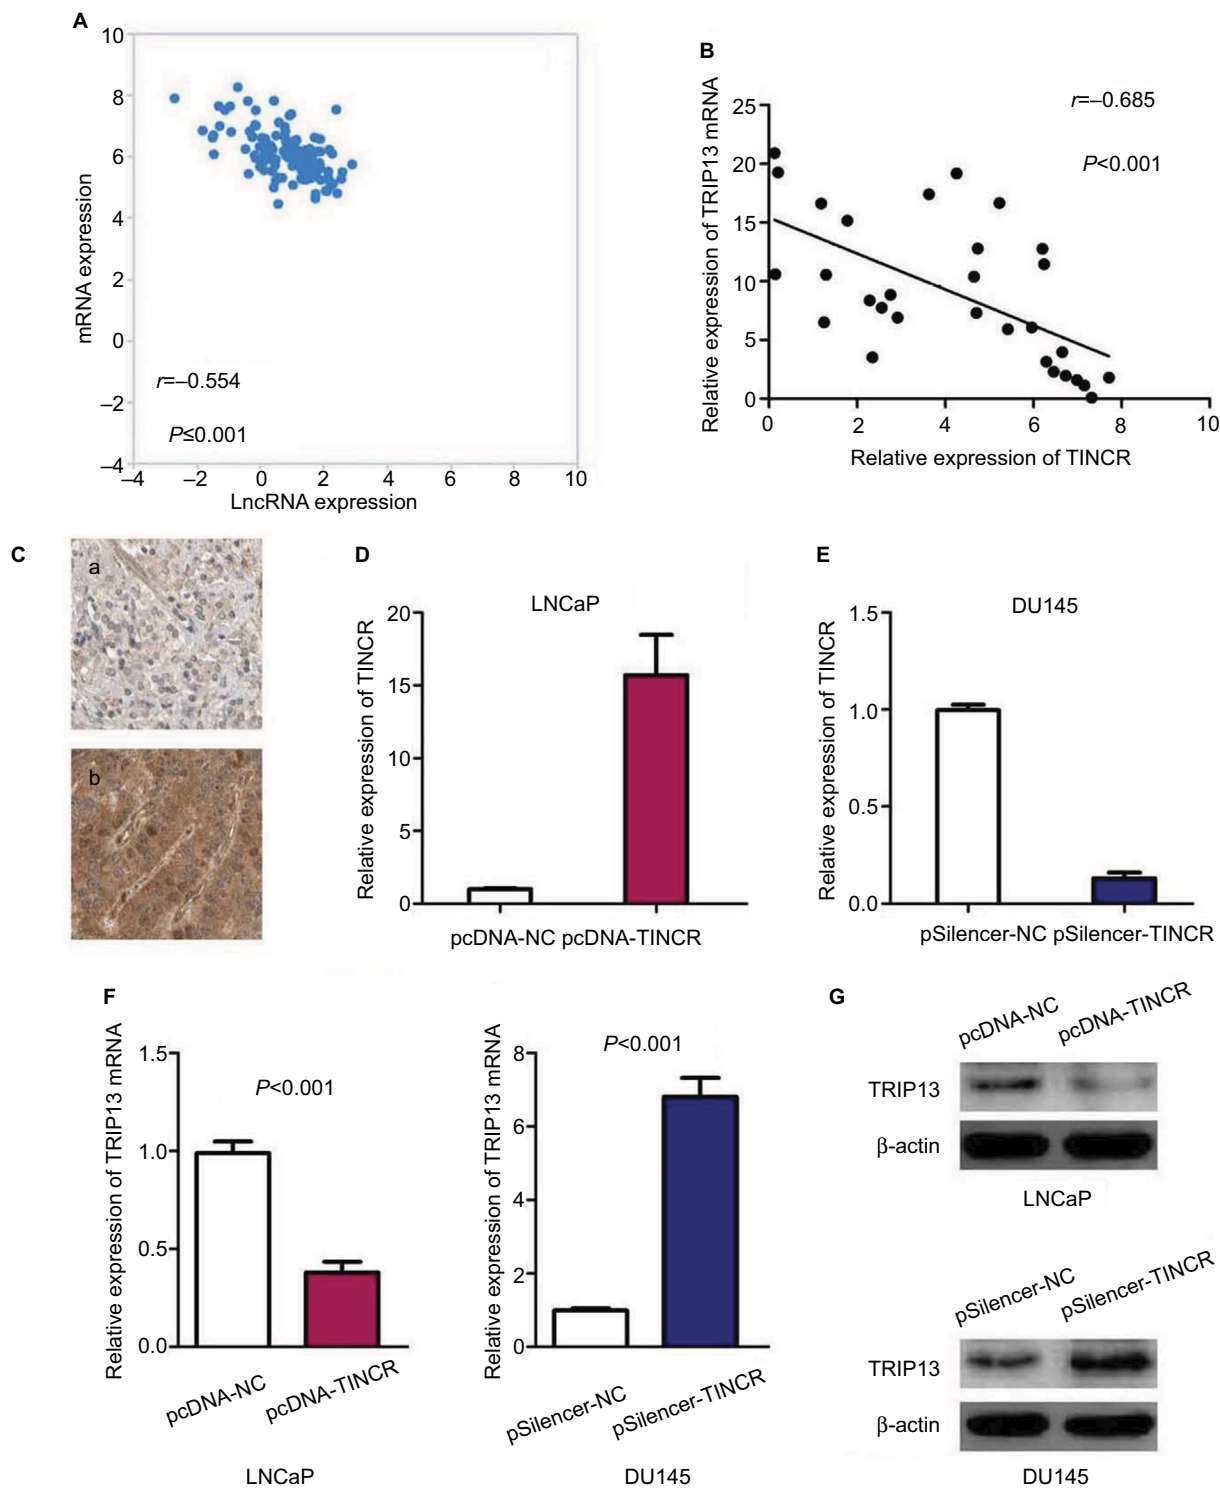 A
10
8
6
4
2
0
–2
–4
mRNA expression
r=–0.554
P≤0.001
–4 –2 0 2 4 6 8 10
LncRNA expression
B
25
20
15
10
5
0
Relative expression of TRIP13 mRNA
r=–0.685
P<0.001
0 2 4 6 8 10
Relative expression of TINCR
C
a
b
D
LNCaP
20
15
10
5
0
Relative expression of TINCR
pcDNA-NC pcDNA-TINCR
E
DU145
1.5
1.0
0.5
0.0
Relative expression of TINCR
pSilencer-NC pSilencer-TINCR
F
1.5
1.0
0.5
0.0
Relative expression of TRIP13 mRNA
P<0.001
pcDNA-NC pcDNA-TINCR
LNCaP
8
6
4
2
0
Relative expression of TRIP13 mRNA
P<0.001
pSilencer-NC pSilencer-TINCR
DU145
G
pcDNA-NC pcDNA-TINCR
TRIP13
β-actin
LNCaP
pSilencer-NC pSilencer-TINCR
TRIP13
β-actin
DU145